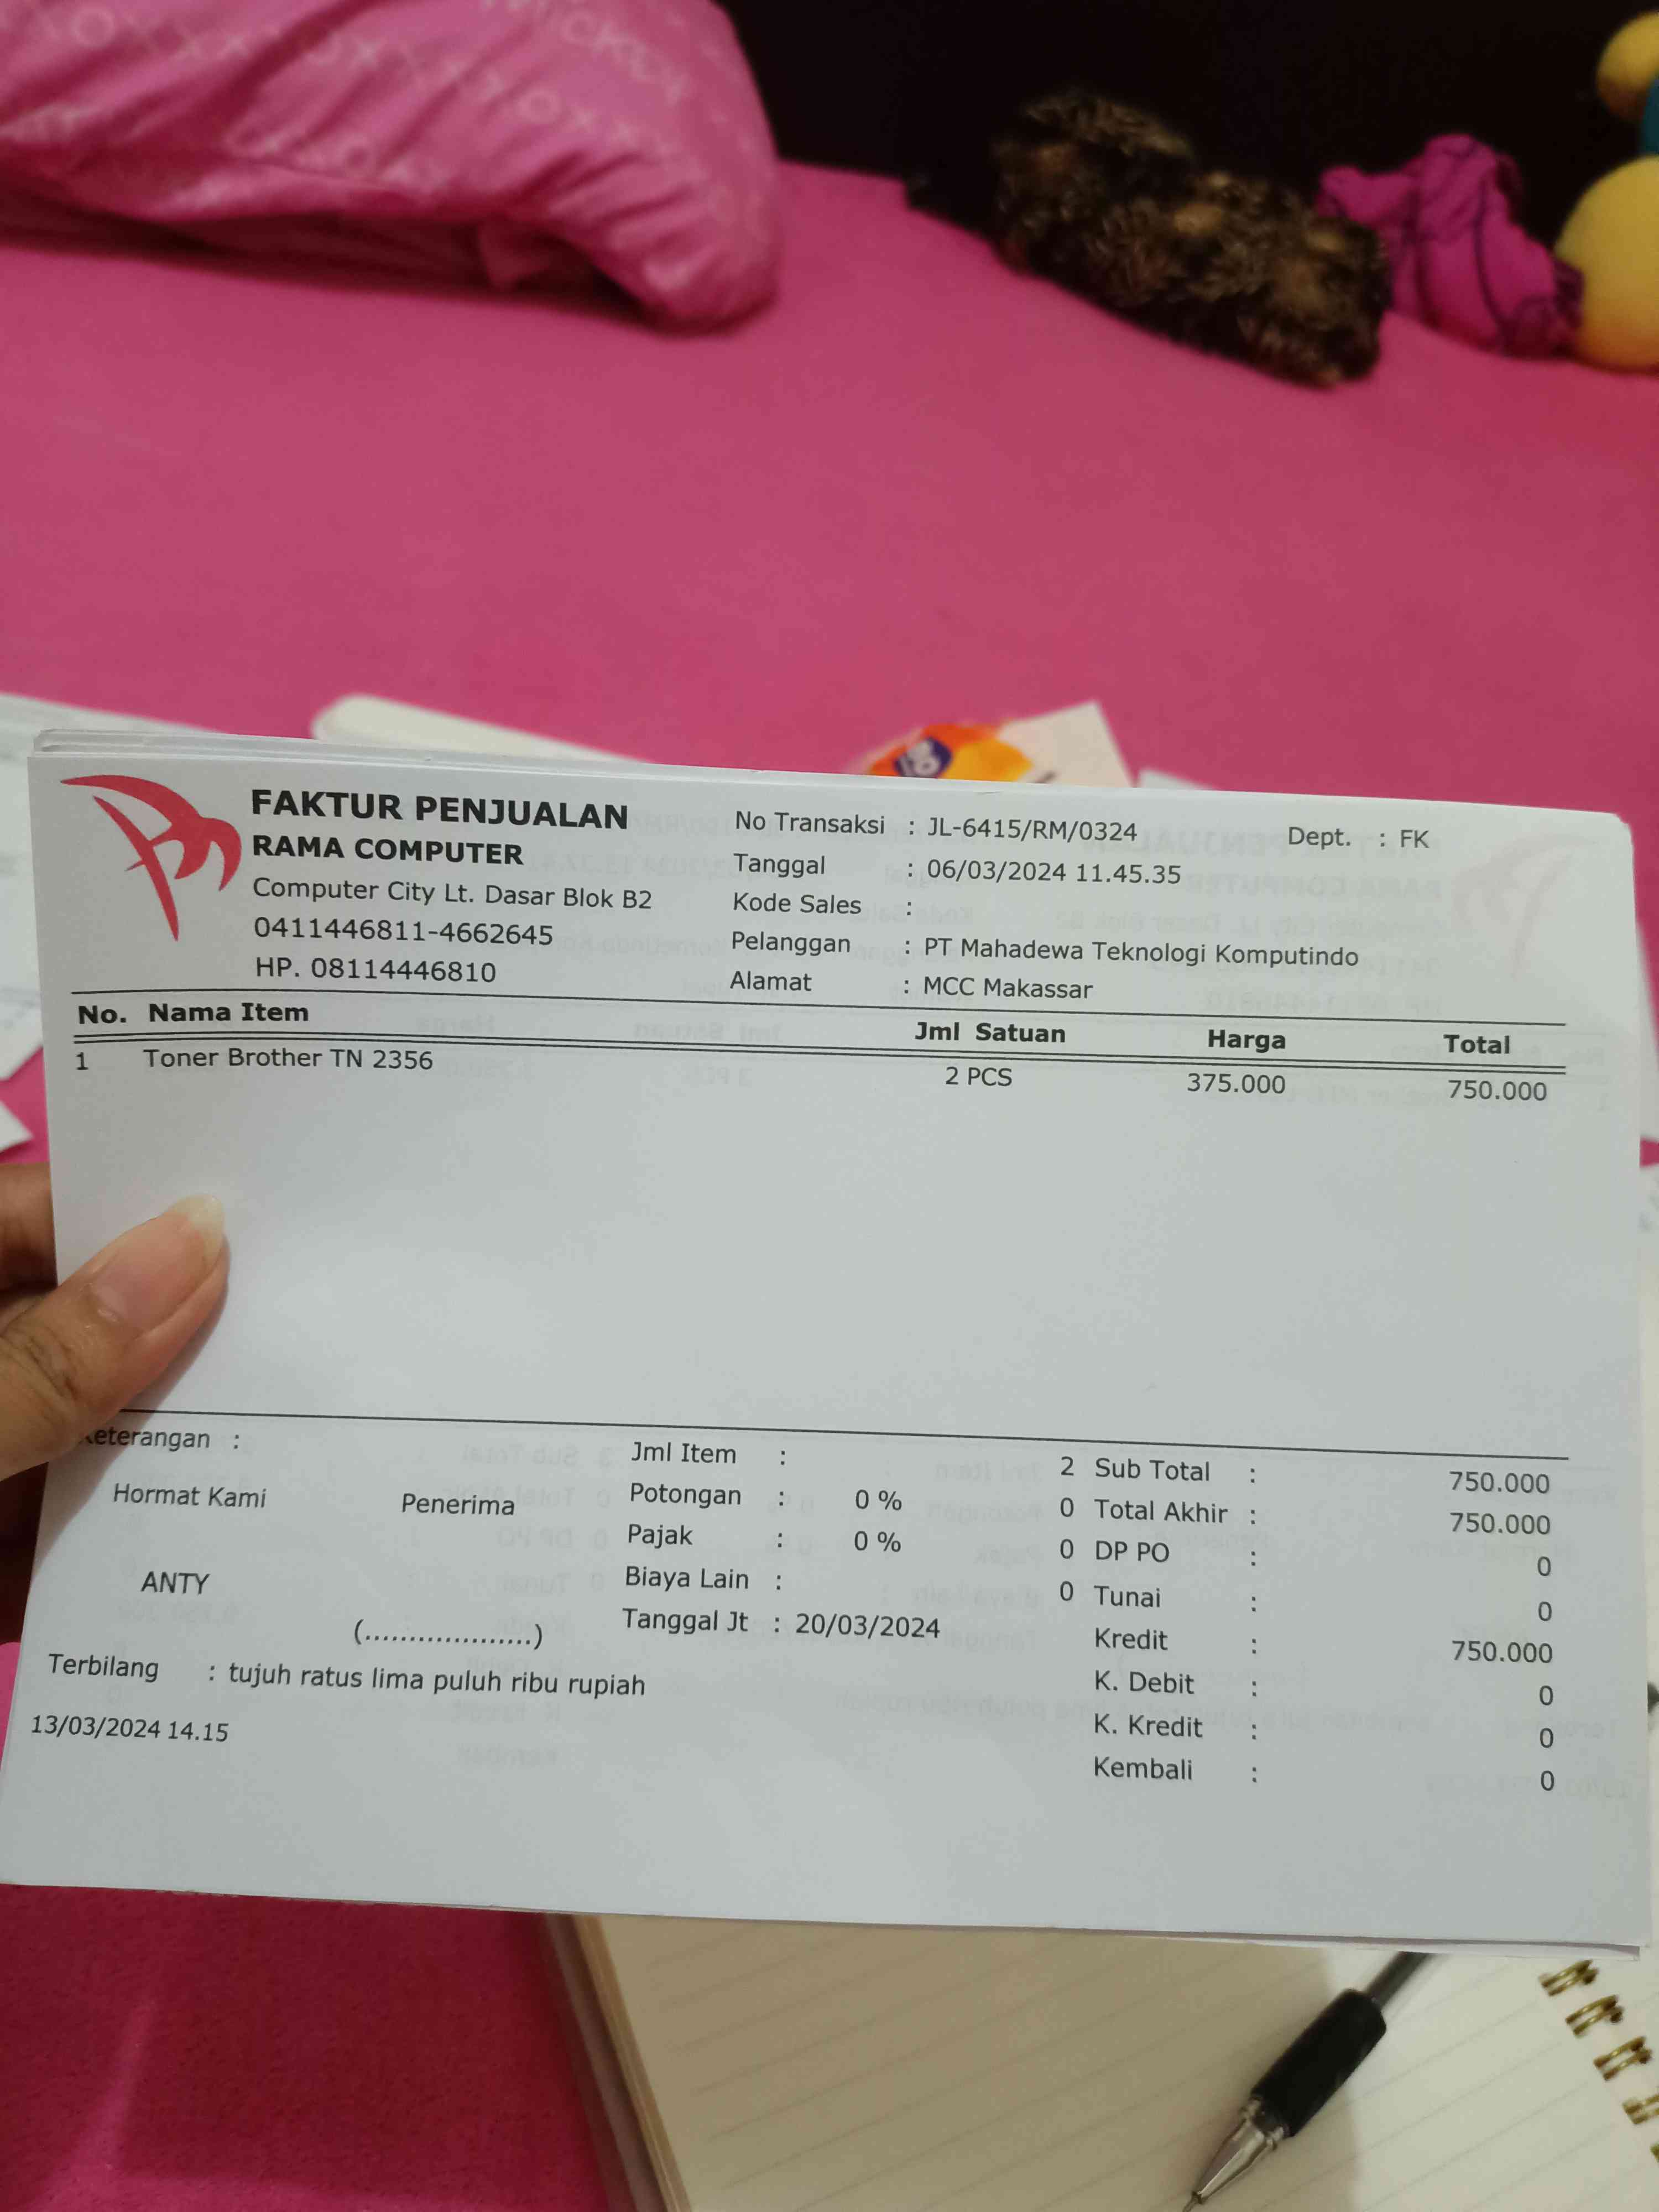 FAKTUR PENJUALAN
RAMA COMPUTER
Computer City Lt. Dasar Blok B2
0411446811-4662645
HP. 08114446810
No Transaksi : JL-6415/RM/0324 Dept. : FK
Tanggal : 06/03/2024 11.45.35
Kode Sales :
Pelanggan : PT Mahadewa Teknologi Komputindo
Alamat : MCC Makassar
No. Nama Item Jml Satuan Harga Total
1 Toner Brother TN 2356 2 PCS 375.000 750.000
Keterangan :
Hormat Kami Penerima
ANTY
(...................)
Jml Item : 2
Potongan : 0 % 0
Pajak : 0 % 0
Biaya Lain : 0
Tanggal Jt : 20/03/2024
Sub Total : 750.000
Total Akhir : 750.000
DP PO : 0
Tunai : 0
Kredit : 750.000
K. Debit : 0
K. Kredit : 0
Kembali : 0
Terbilang : tujuh ratus lima puluh ribu rupiah
13/03/2024 14.15